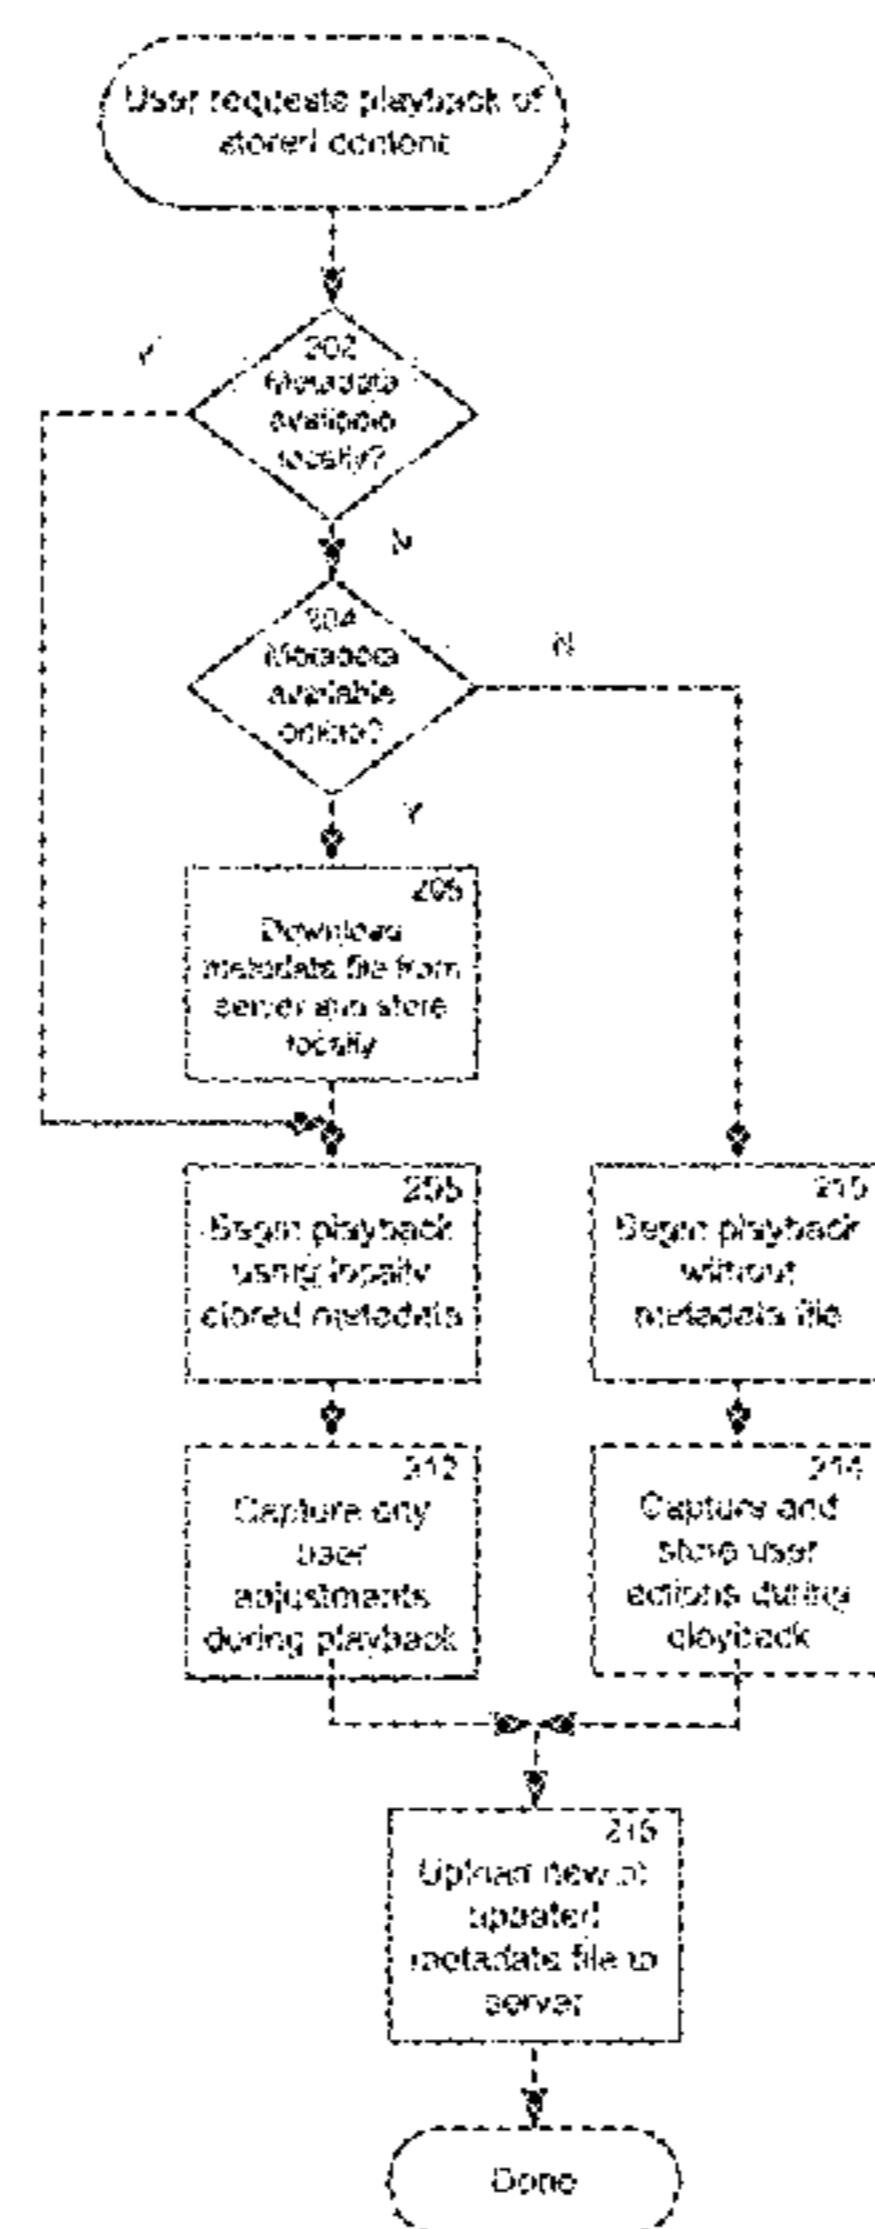 User requests playback of
stored content
202
Metadata
available
locally?
Y
N
204
Metadata
available
online?
N
Y
206
Download
metadata file from
server and store
locally
Begin playback
using locally
stored metadata
210
Begin playback
without
metadata file
212
Capture any
user
adjustments
during playback
214
Capture and
store user
actions during
playback
216
Upload new or
updated
metadata file to
server
Done